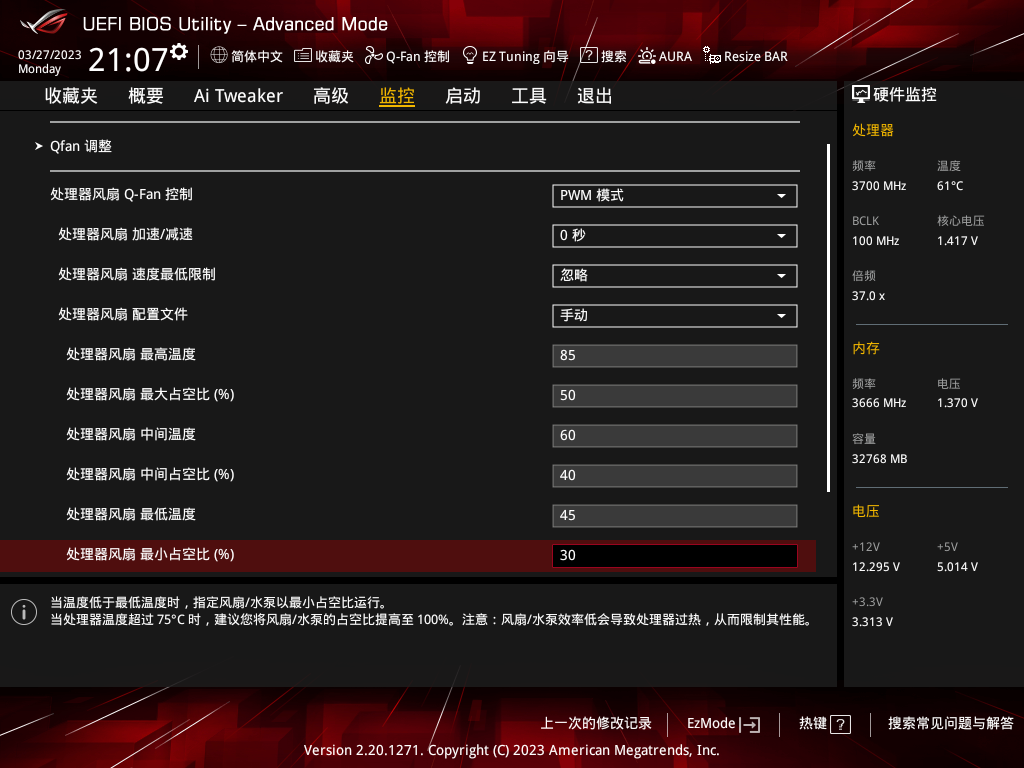 UEFI BIOS Utility – Advanced Mode
03/27/2023
Monday
21:07
简体中文
收藏夹
Q-Fan 控制
EZ Tuning 向导
搜索
AURA
Resize BAR
收藏夹 概要 Ai Tweaker 高级 监控 启动 工具 退出
Qfan 调整
处理器风扇 Q-Fan 控制 PWM 模式
处理器风扇 加速/减速 0 秒
处理器风扇 速度最低限制 忽略
处理器风扇 配置文件 手动
处理器风扇 最高温度 85
处理器风扇 最大占空比 (%) 50
处理器风扇 中间温度 60
处理器风扇 中间占空比 (%) 40
处理器风扇 最低温度 45
处理器风扇 最小占空比 (%) 30
当温度低于最低温度时，指定风扇/水泵以最小占空比运行。
当处理器温度超过 75°C 时，建议您将风扇/水泵的占空比提高至 100%。注意：风扇/水泵效率低会导致处理器过热，从而限制其性能。
硬件监控
处理器
频率 温度
3700 MHz 61°C
BCLK 核心电压
100 MHz 1.417 V
倍频
37.0 x
内存
频率 电压
3666 MHz 1.370 V
容量
32768 MB
电压
+12V +5V
12.295 V 5.014 V
+3.3V
3.313 V
上一次的修改记录 EzMode 热键 ? 搜索常见问题与解答
Version 2.20.1271. Copyright (C) 2023 American Megatrends, Inc.